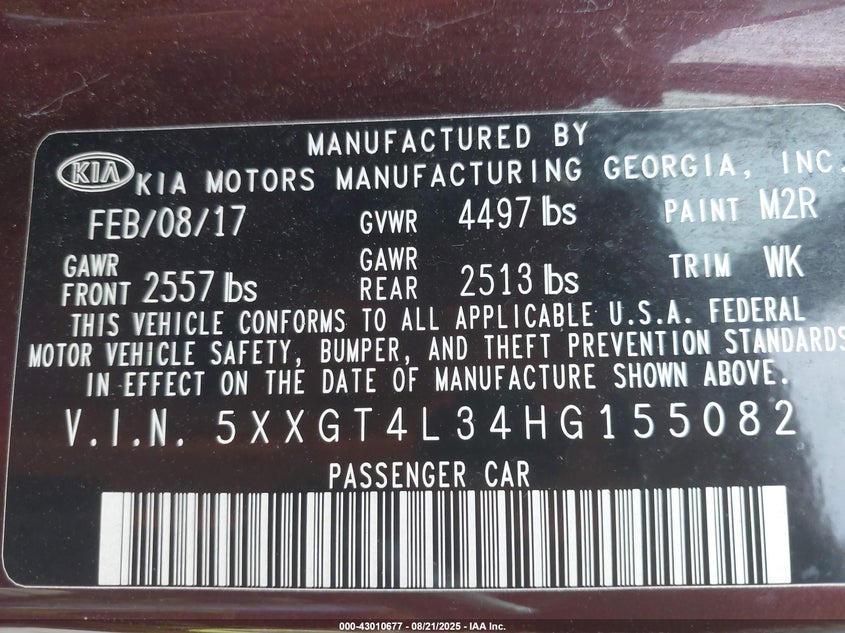 MANUFACTURED BY
KIA KIA MOTORS MANUFACTURING GEORGIA, INC.
FEB/08/17 GVWR 4497 lbs PAINT M2R
GAWR FRONT 2557 lbs GAWR REAR 2513 lbs TRIM WK
THIS VEHICLE CONFORMS TO ALL APPLICABLE U.S.A. FEDERAL
MOTOR VEHICLE SAFETY, BUMPER, AND THEFT PREVENTION STANDARDS
IN EFFECT ON THE DATE OF MANUFACTURE SHOWN ABOVE.
V.I.N. 5XXGT4L34HG155082
PASSENGER CAR
000-43010677 - 08/21/2025 - IAA Inc.